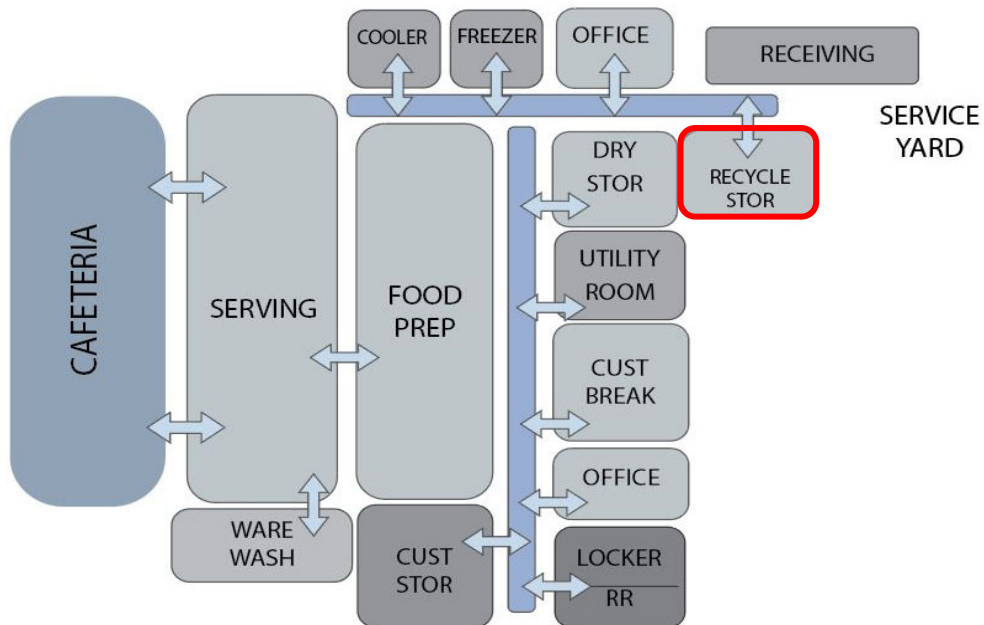 COOLER
FREEZER
OFFICE
RECEIVING
SERVICE
YARD
CAFETERIA
SERVING
FOOD
PREP
DRY
STOR
RECYCLE
STOR
UTILITY
ROOM
CUST
BREAK
OFFICE
WARE
WASH
CUST
STOR
LOCKER
RR